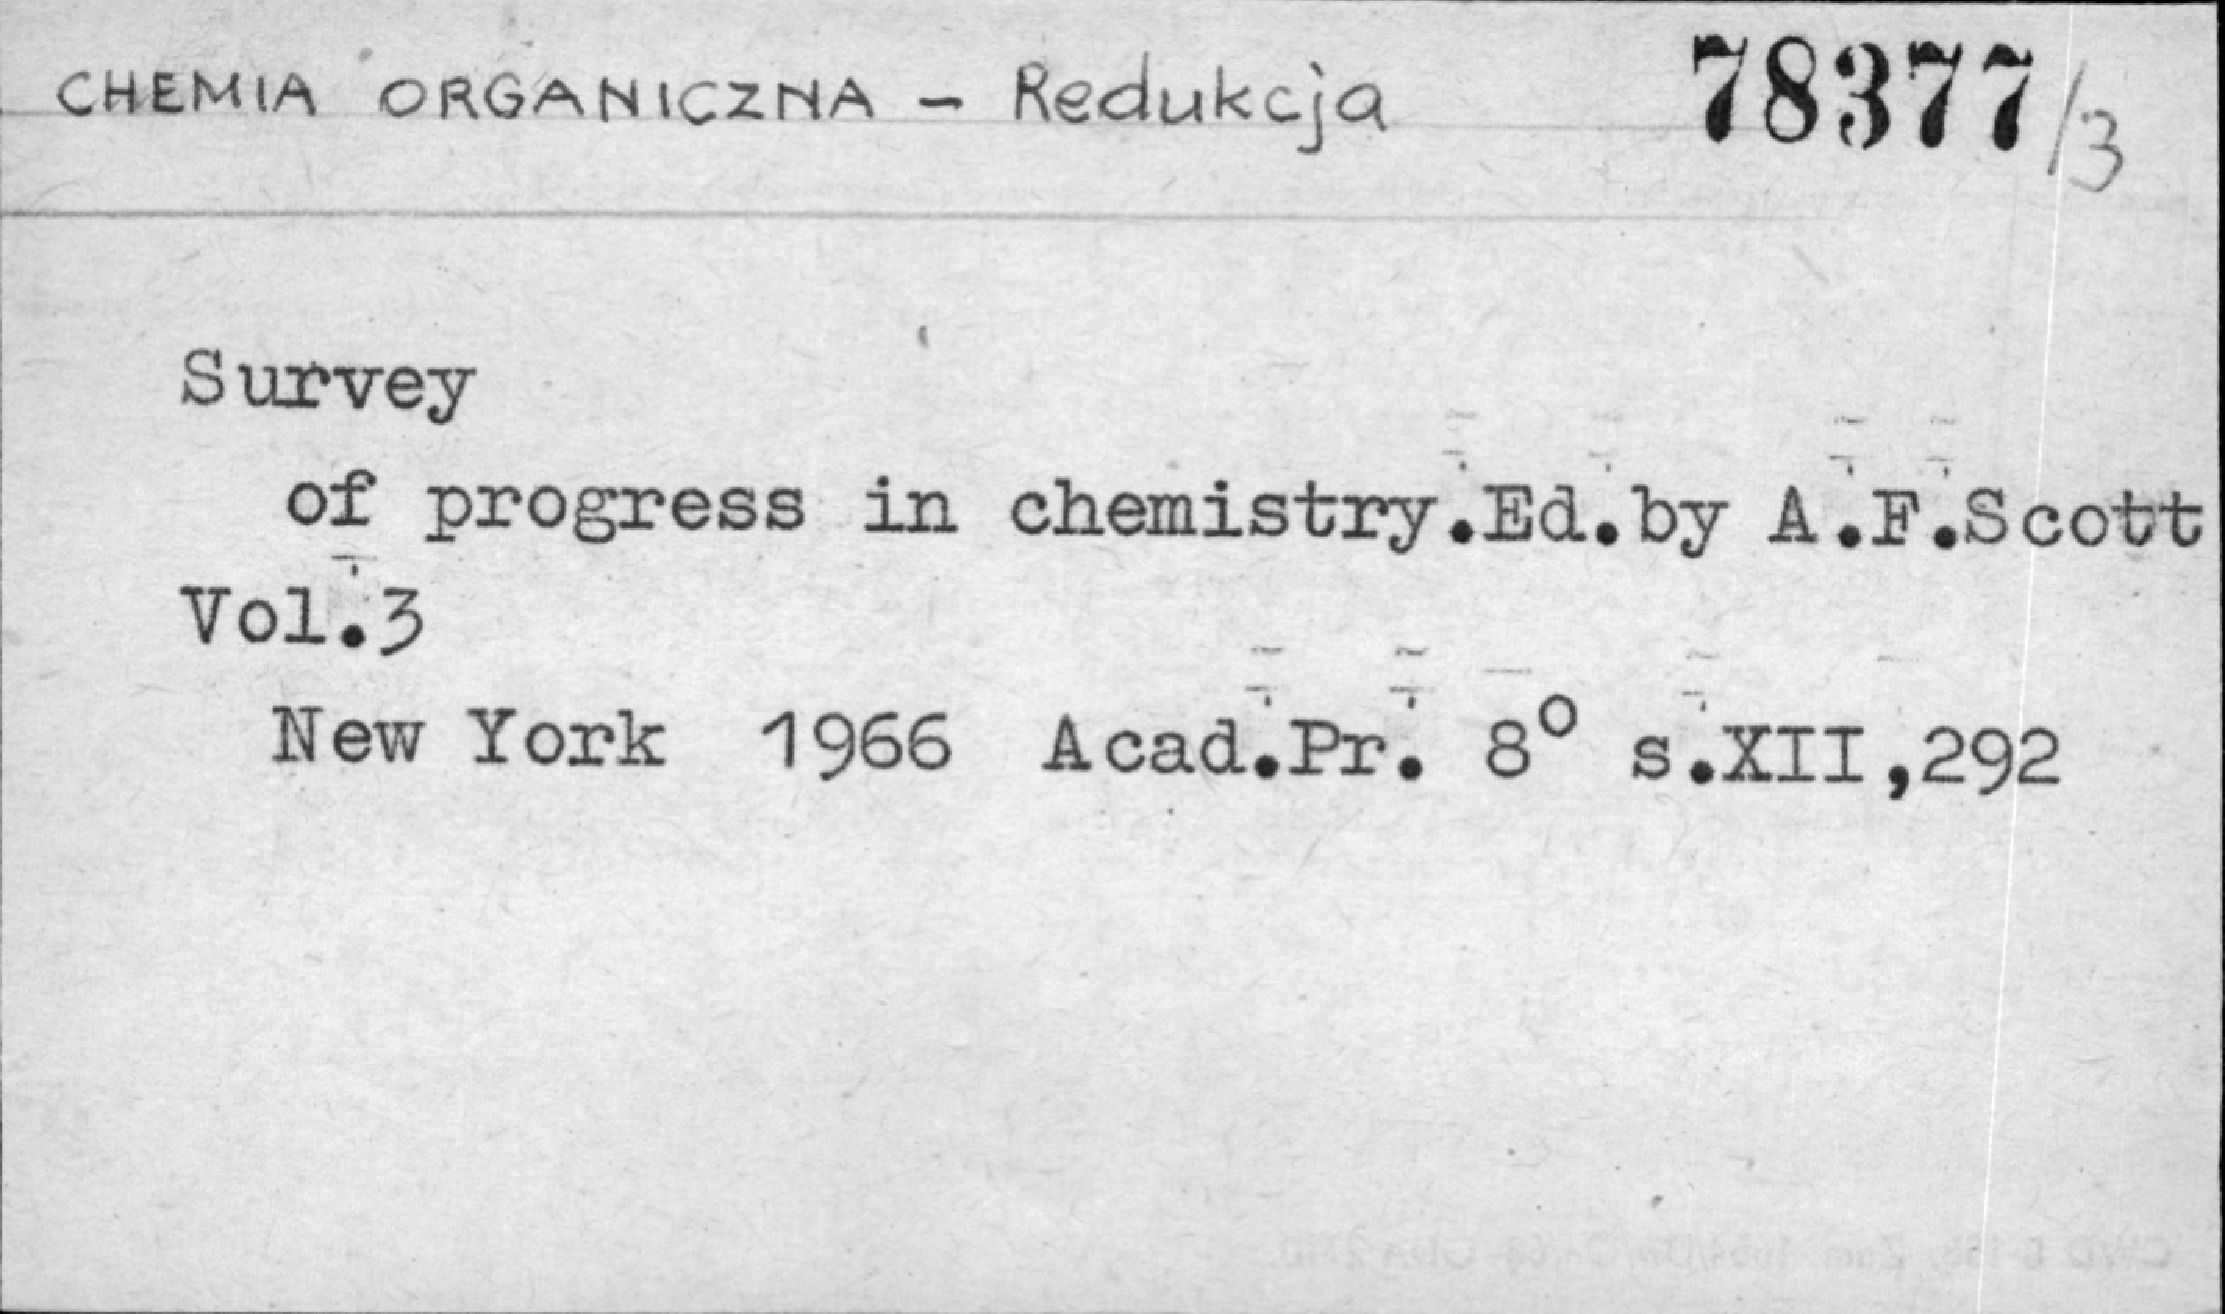 CHEMIA ORGANICZNA – Redukcja 78377/3
Survey
of progress in chemistry.Ed.by A.F.Scott
Vol.3
New York 1966 Acad.Pr. 8° s.XII,292